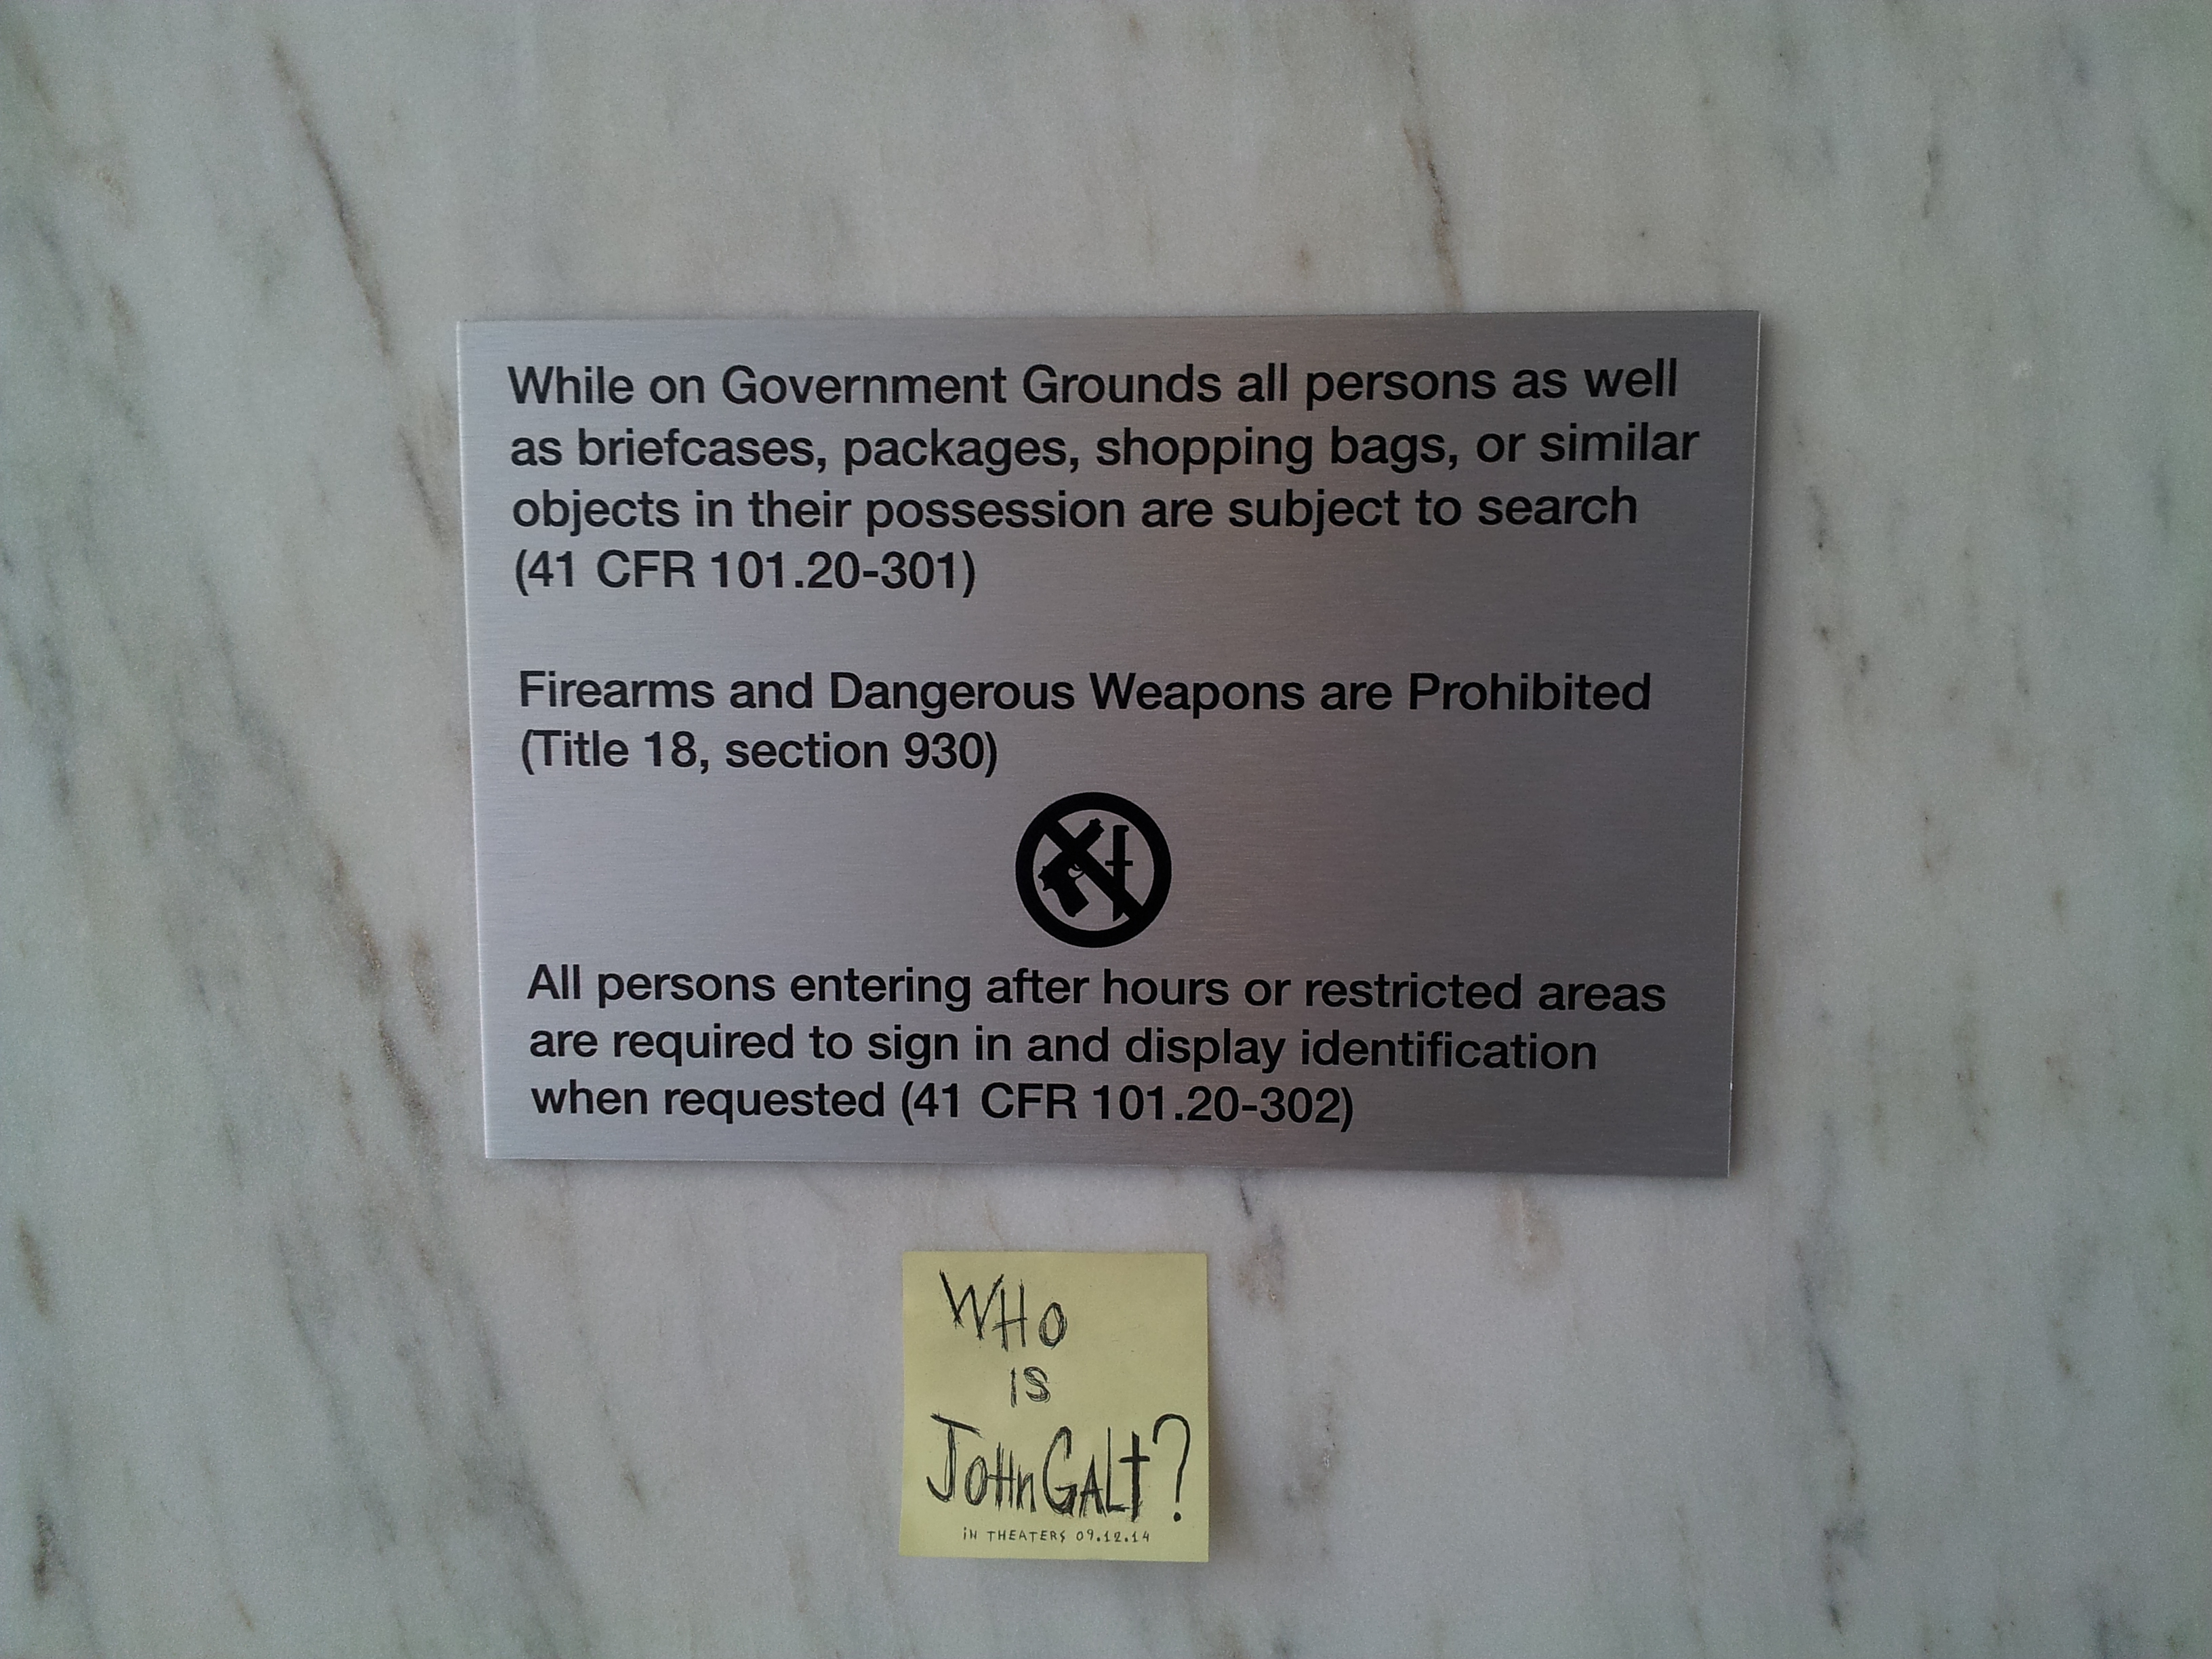 While on Government Grounds all persons as well
as briefcases, packages, shopping bags, or similar
objects in their possession are subject to search
(41 CFR 101.20-301)
Firearms and Dangerous Weapons are Prohibited
(Title 18, section 930)
All persons entering after hours or restricted areas
are required to sign in and display identification
when requested (41 CFR 101.20-302)
WHo
is
JoHn GALt?
iN THEATERS 09.12.14